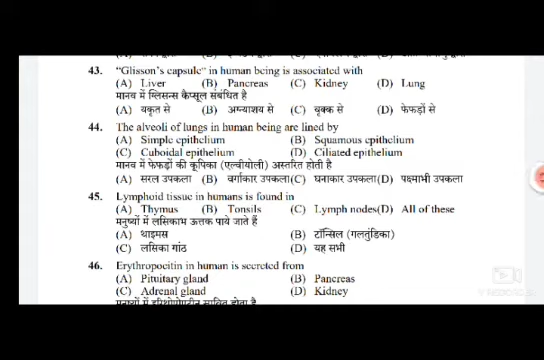 43. "Glisson's capsule" in human being is associated with
(A) Liver (B) Pancreas (C) Kidney (D) Lung
मानव में ग्लिसन्स कैप्सूल संबंधित है
(A) यकृत से (B) अग्न्याशय से (C) वृक्क से (D) फेफड़ों से
44. The alveoli of lungs in human being are lined by
(A) Simple epithelium (B) Squamous epithelium
(C) Cuboidal epithelium (D) Ciliated epithelium
मानव में फेफड़ों की कूपिका (एल्वीयोली) अस्तरित होती है
(A) सरल उपकला (B) वर्गाकार उपकला (C) घनाकार उपकला (D) पक्ष्माभी उपकला
45. Lymphoid tissue in humans is found in
(A) Thymus (B) Tonsils (C) Lymph nodes (D) All of these
मनुष्यों में लसिकाभ ऊतक पाये जाते हैं
(A) थाइमस (B) टॉन्सिल (गलतुंडिका)
(C) लसिका गांठ (D) यह सभी
46. Erythropoeitin in human is secreted from
(A) Pituitary gland (B) Pancreas
(C) Adrenal gland (D) Kidney
मनुष्यों में इरिथ्रोपोएटीन स्रावित होता है